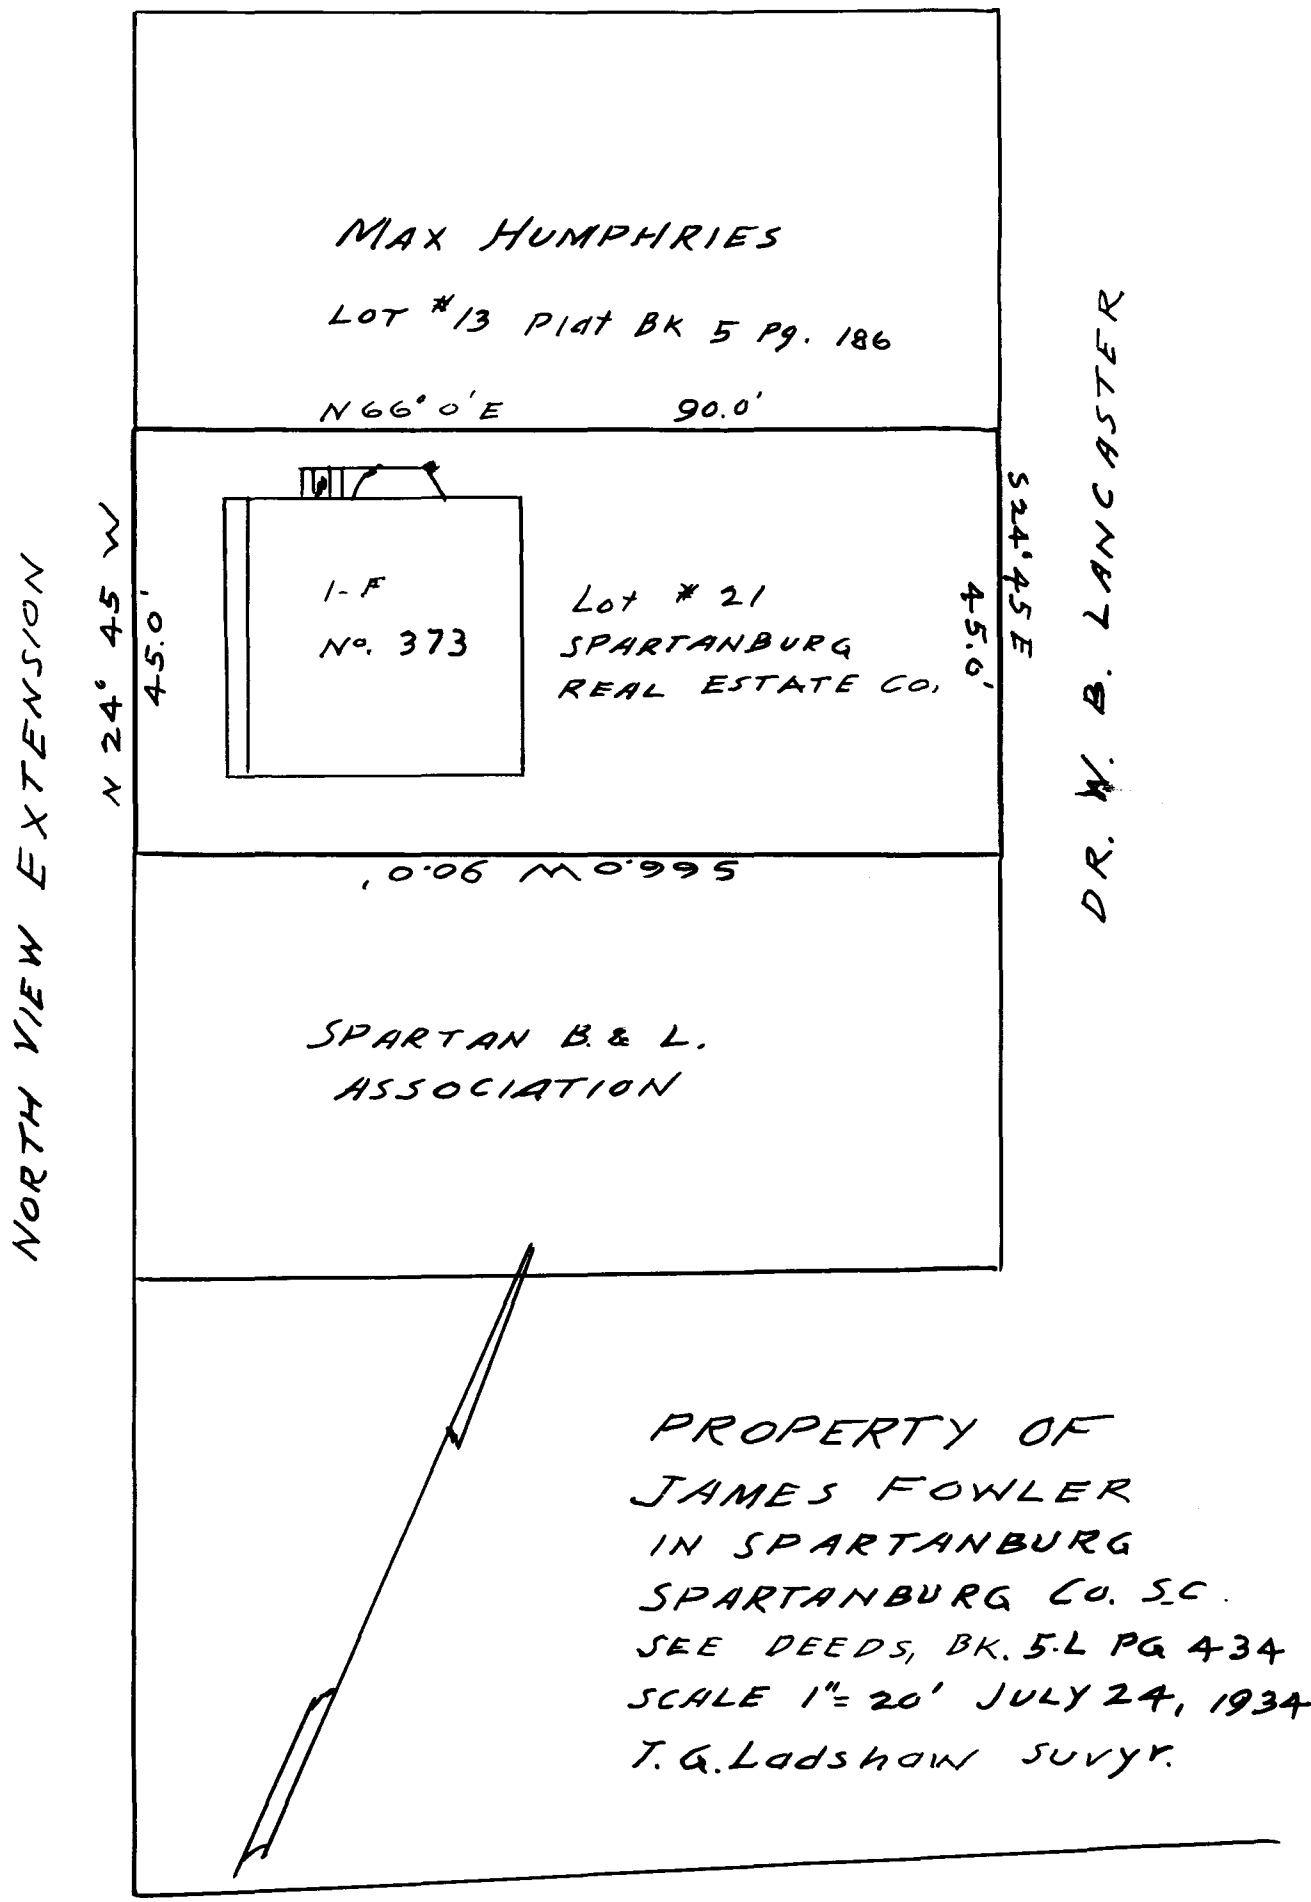 MAX HUMPHRIES
LOT #13 Plat BK 5 Pg. 186
N66° 0' E 90.0'
NORTH VIEW EXTENSION
N 24° 45 W
45.0'
1-F
No. 373
Lot # 21
SPARTANBURG
REAL ESTATE CO.
45.0'
S24° 45 E
DR. W. B. LANCASTER
S66.0 W 90.0'
SPARTAN B. & L.
ASSOCIATION
PROPERTY OF
JAMES FOWLER
IN SPARTANBURG
SPARTANBURG CO. S.C.
SEE DEEDS, BK. 5-L PG 434
SCALE 1"= 20' JULY 24, 1934
T. G. Ladshaw Suvyr.